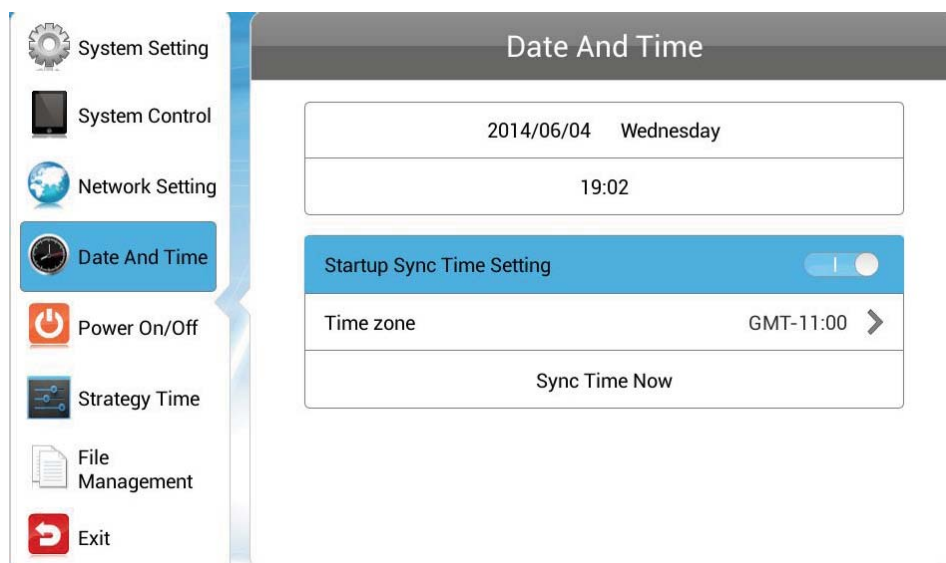 System Setting
System Control
Network Setting
Date And Time
Power On/Off
Strategy Time
File
Management
Exit
Date And Time
2014/06/04 Wednesday
19:02
Startup Sync Time Setting
Time zone GMT-11:00
Sync Time Now